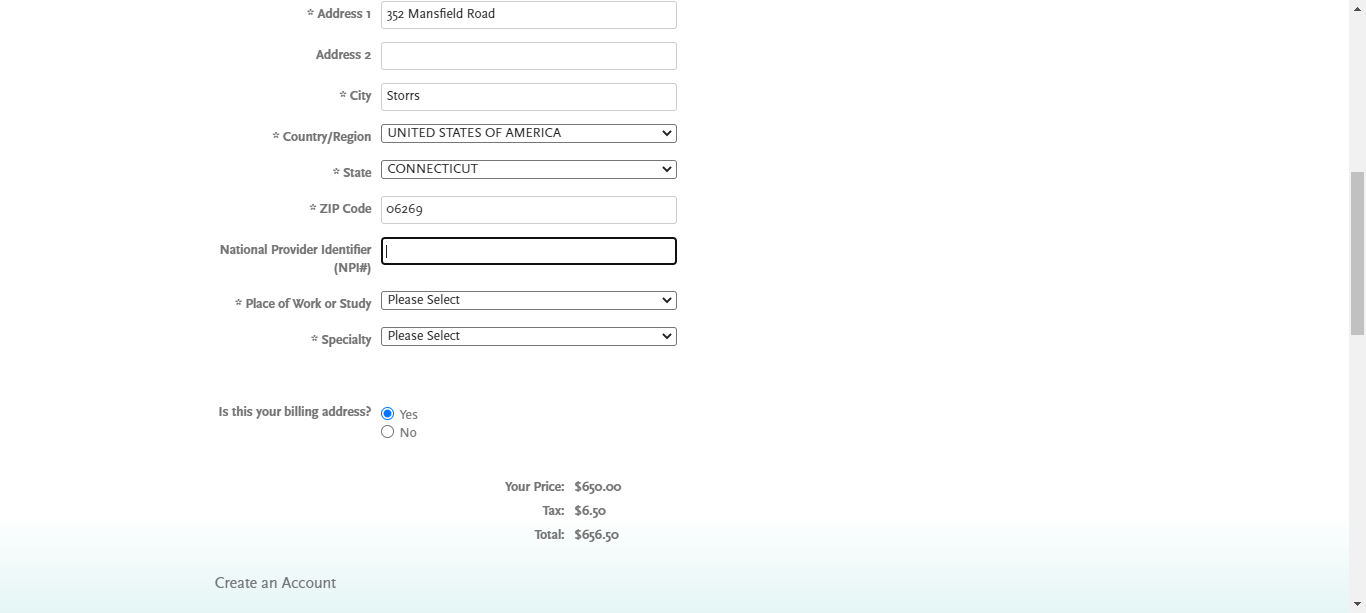 * Address 1 352 Mansfield Road
Address 2
* City Storrs
* Country/Region UNITED STATES OF AMERICA
* State CONNECTICUT
* ZIP Code 06269
National Provider Identifier
(NPI#)
* Place of Work or Study Please Select
* Specialty Please Select
Is this your billing address? Yes
No
Your Price: $650.00
Tax: $6.50
Total: $656.50
Create an Account